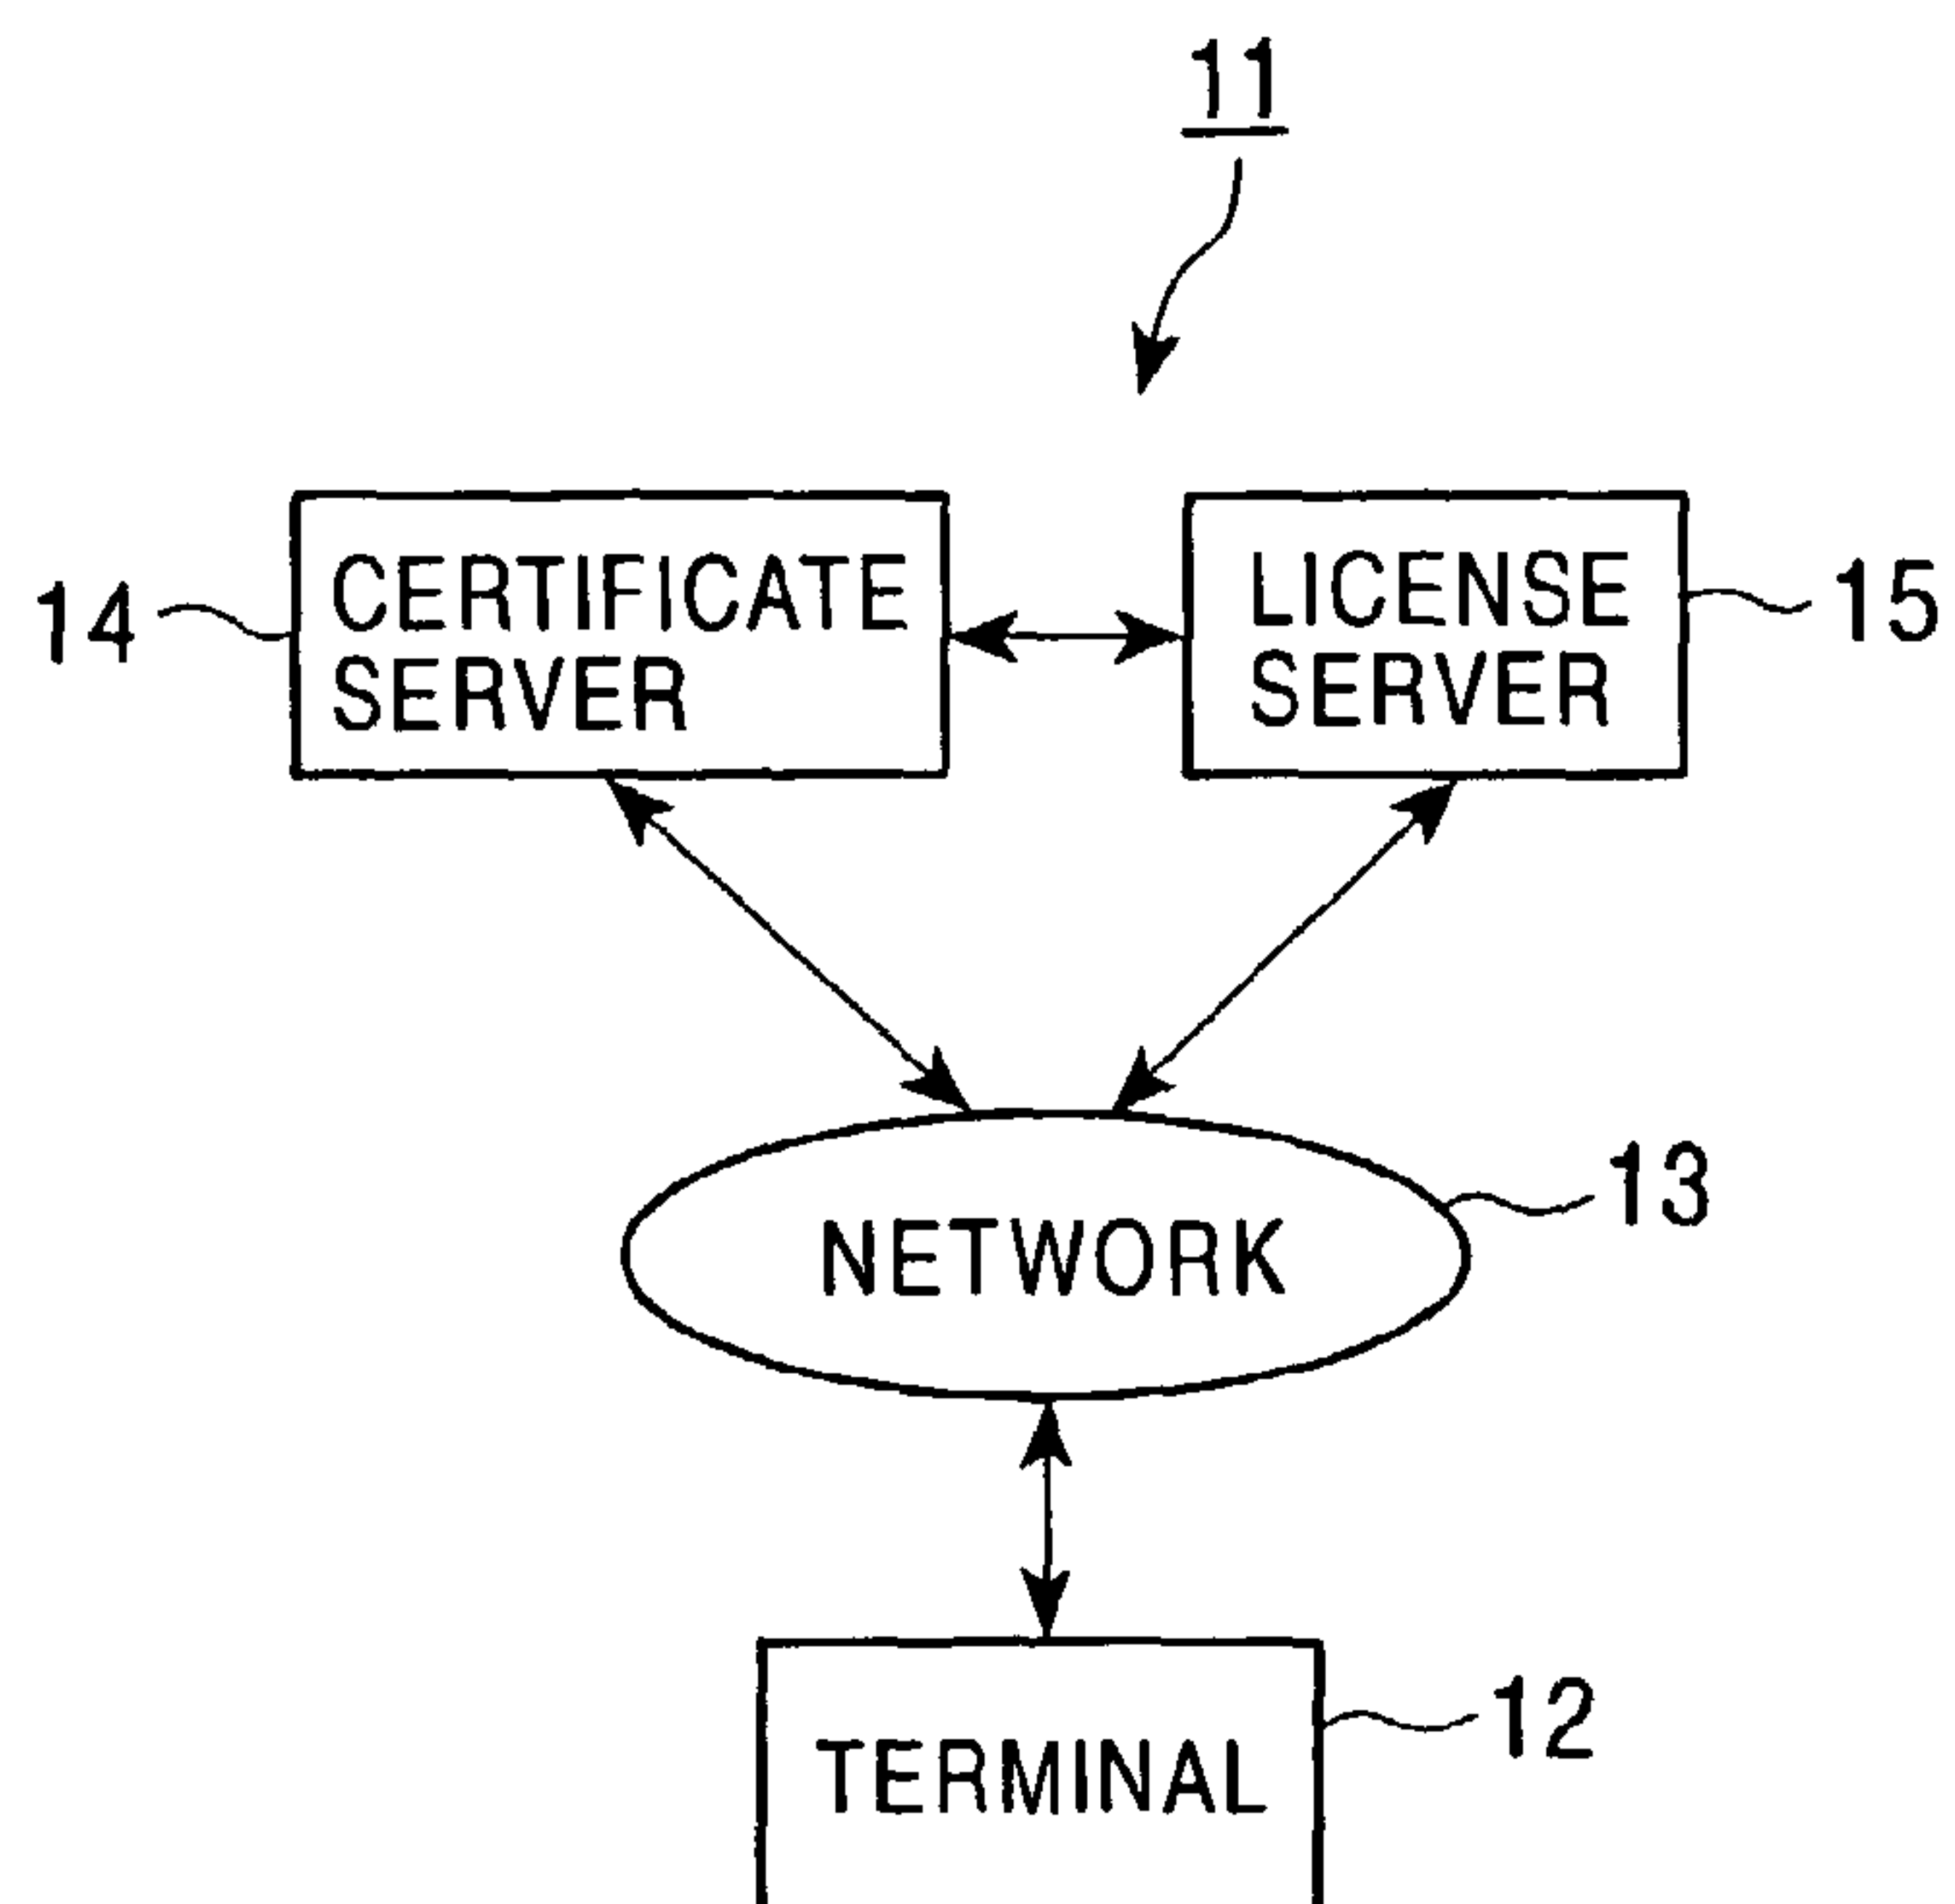 11
14
CERTIFICATE
SERVER
LICENSE
SERVER
15
NETWORK
13
TERMINAL
12